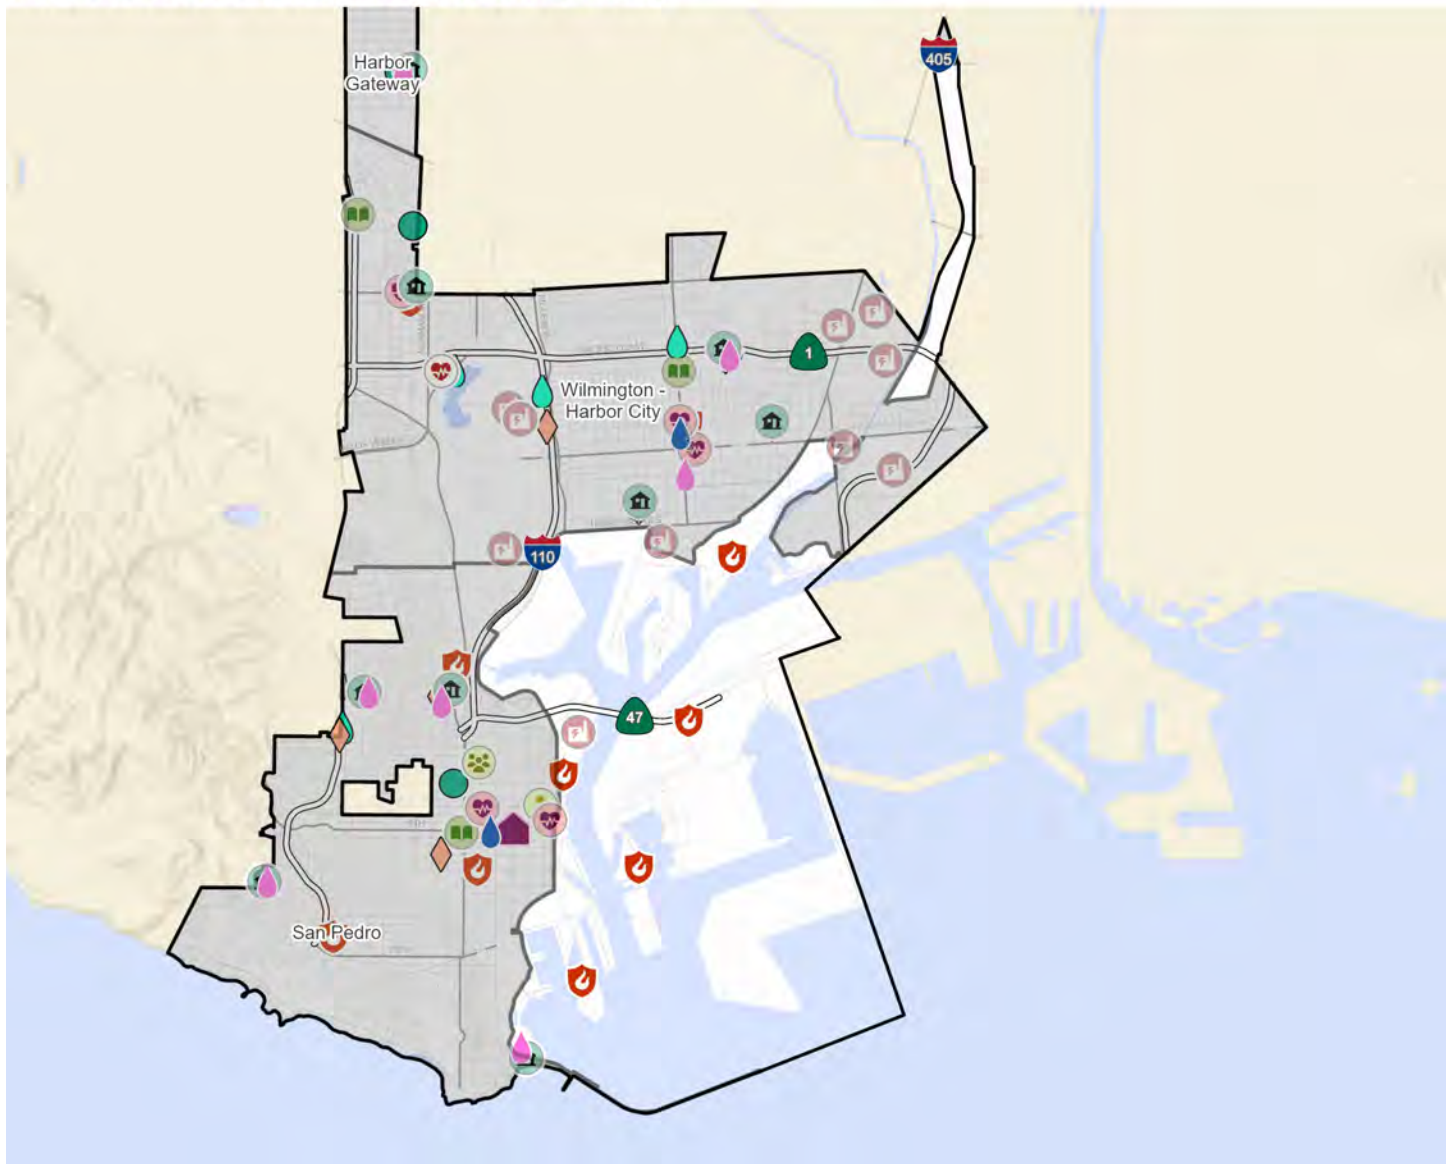 Harbor
Gateway
405
1
Wilmington -
Harbor City
110
47
San Pedro